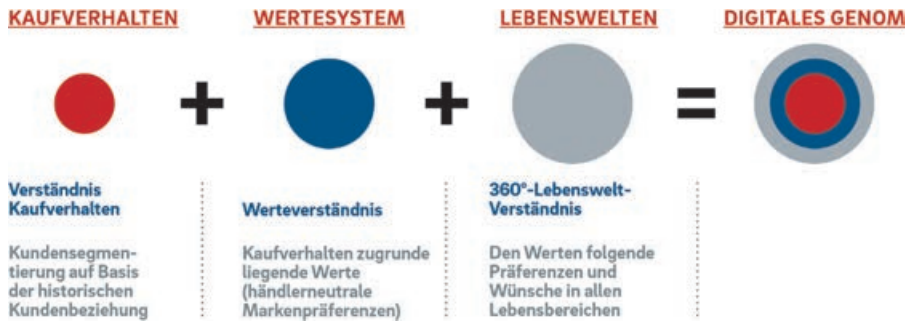 KAUFVERHALTEN
WERTESYSTEM
LEBENSWELTEN
DIGITALES GENOM
+
+
=
Verständnis
Kaufverhalten
Kundensegmen-
tierung auf Basis
der historischen
Kundenbeziehung
Werteverständnis
Kaufverhalten zugrunde
liegende Werte
(händlerneutrale
Markenpräferenzen)
360°-Lebenswelt-
Verständnis
Den Werten folgende
Präferenzen und
Wünsche in allen
Lebensbereichen